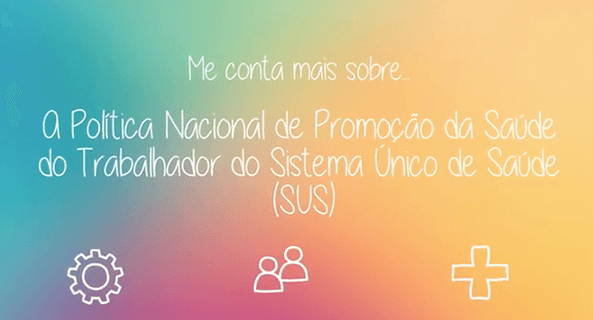 Me conta mais sobre...
A Política Nacional de Promoção da Saúde
do Trabalhador do Sistema Único de Saúde
(SUS)